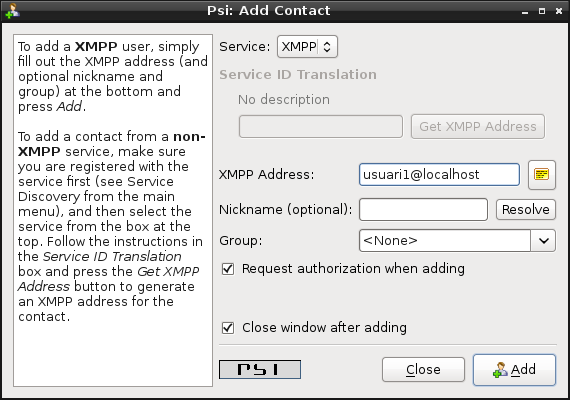 Psi: Add Contact
To add a XMPP user, simply
fill out the XMPP address (and
optional nickname and
group) at the bottom and
press Add.
To add a contact from a non-
XMPP service, make sure
you are registered with the
service first (see Service
Discovery from the main
menu), and then select the
service from the box at the
top. Follow the instructions in
the Service ID Translation
box and press the Get XMPP
Address button to generate
an XMPP address for the
contact.
Service: XMPP
Service ID Translation
No description
Get XMPP Address
XMPP Address: usuari1@localhost
Nickname (optional): Resolve
Group: <None>
Request authorization when adding
Close window after adding
PSI Close Add